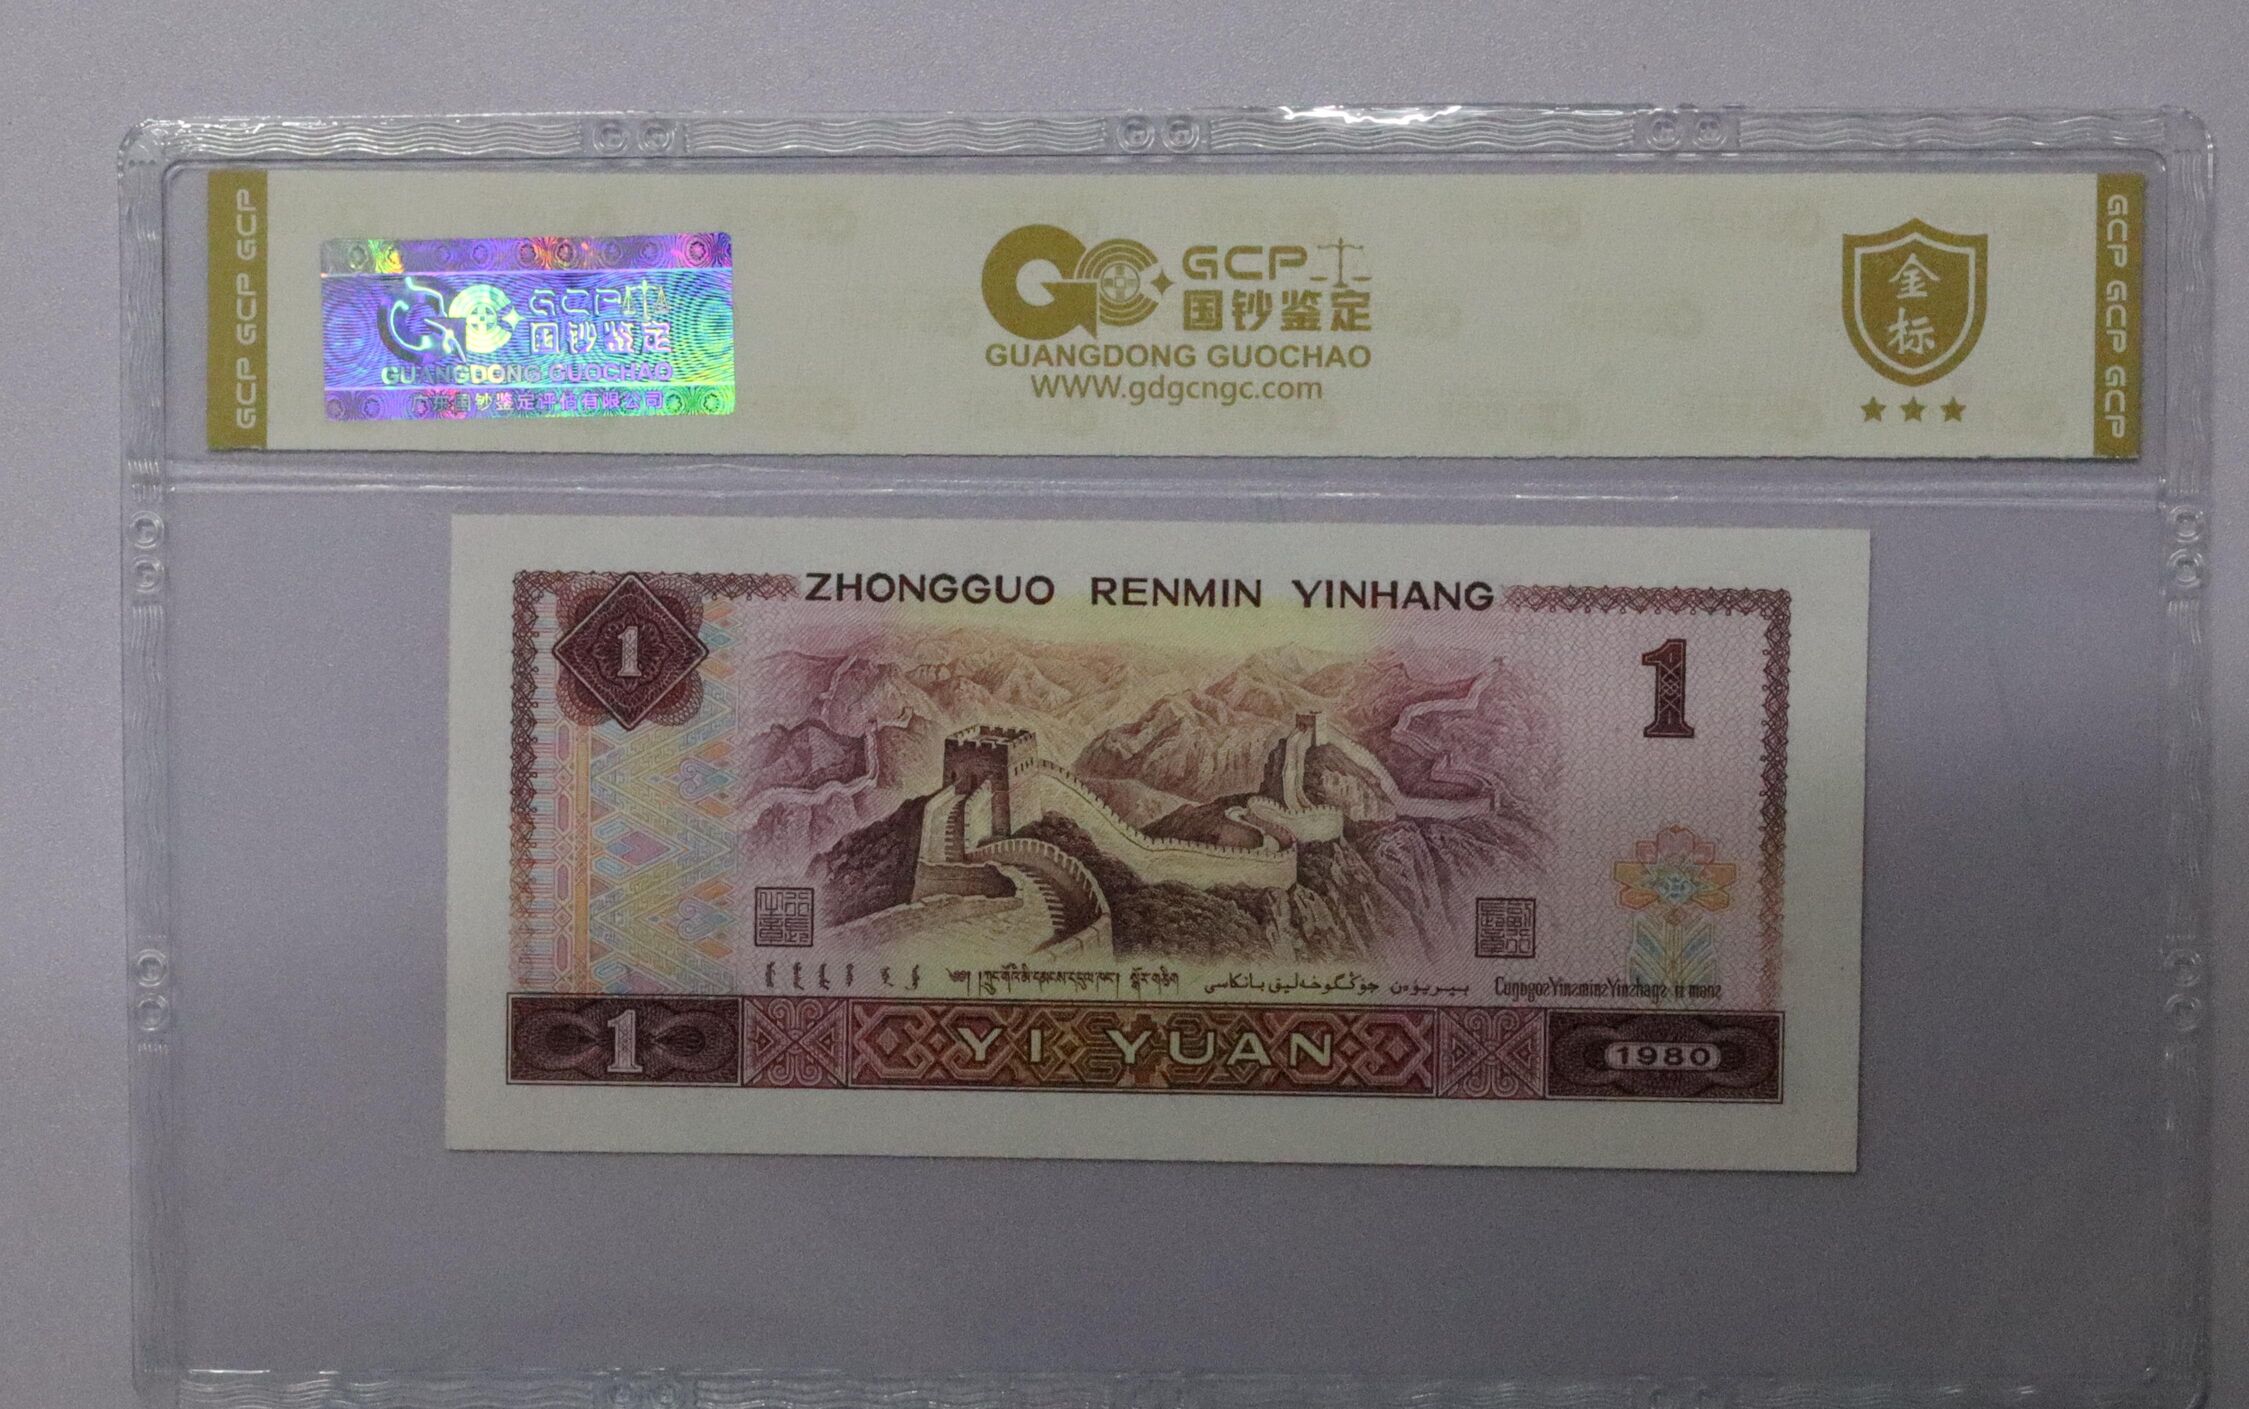 GCP GCP GCP
GCP
国钞鉴定
GUANGDONG GUOCHAO
广东国钞鉴定评估有限公司
GCP
国钞鉴定
GUANGDONG GUOCHAO
WWW.gdgcngc.com
金
标
GCP GCP GCP
ZHONGGUO RENMIN YINHANG
1
1
1
YI YUAN
1980